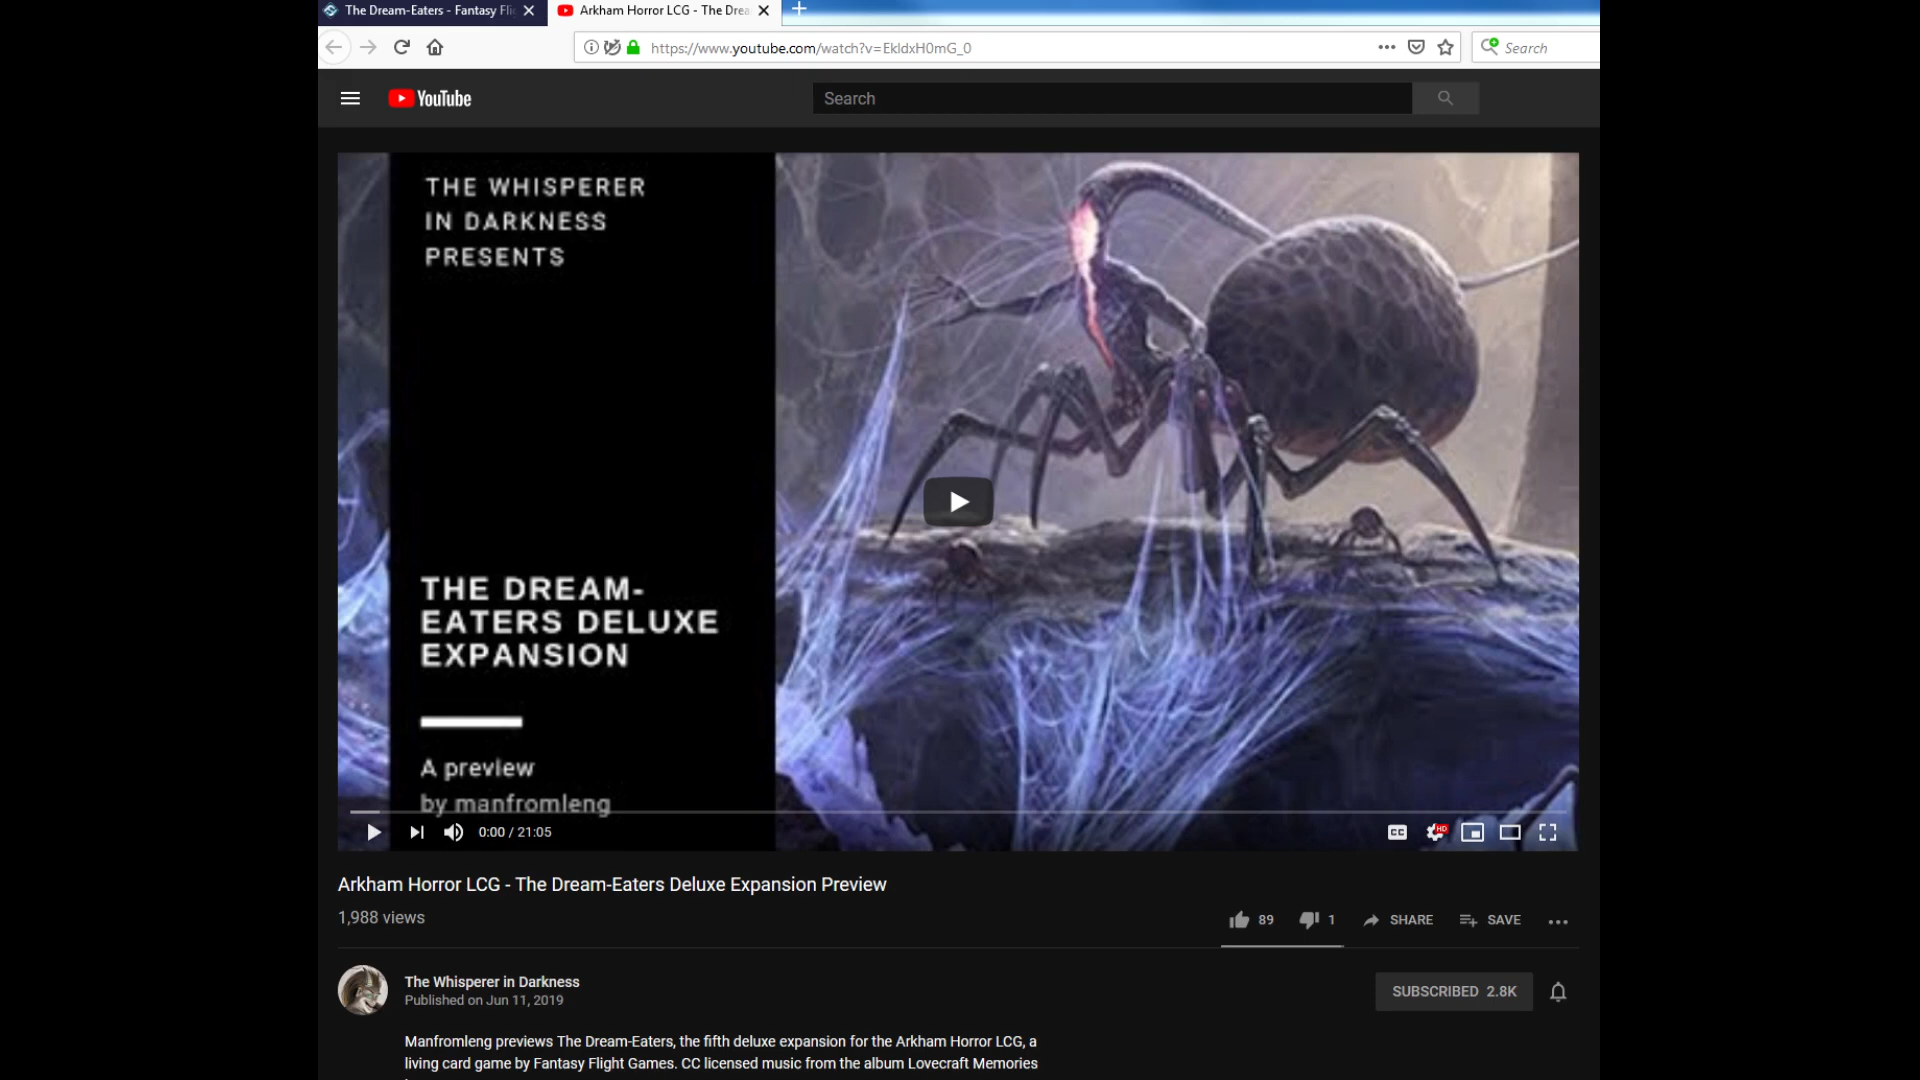 The Dream-Eaters - Fantasy Fli
Arkham Horror LCG - The Drea
https://www.youtube.com/watch?v=EkldxH0mG_0
Search
YouTube
Search
THE WHISPERER
IN DARKNESS
PRESENTS
THE DREAM-
EATERS DELUXE
EXPANSION
A preview
by manfromleng
0:00 / 21:05
CC
HD
Arkham Horror LCG - The Dream-Eaters Deluxe Expansion Preview
1,988 views
89
1
SHARE
SAVE
The Whisperer in Darkness
Published on Jun 11, 2019
SUBSCRIBED 2.8K
Manfromleng previews The Dream-Eaters, the fifth deluxe expansion for the Arkham Horror LCG, a
living card game by Fantasy Flight Games. CC licensed music from the album Lovecraft Memories